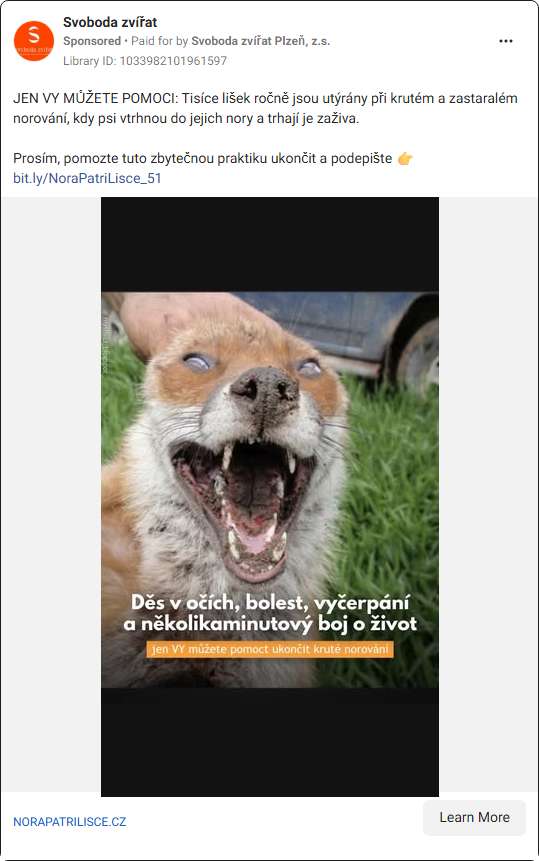 Svoboda zvířat
Sponsored • Paid for by Svoboda zvířat Plzeň, z.s.
Library ID: 1033982101961597
JEN VY MŮŽETE POMOCI: Tisíce lišek ročně jsou utýrány při krutém a zastaralém
norování, kdy psi vtrhnou do jejich nory a trhají je zaživa.
Prosím, pomozte tuto zbytečnou praktiku ukončit a podepište 👉
bit.ly/NoraPatriLisce_51
Děs v očích, bolest, vyčerpání
a několikaminutový boj o život
jen VY můžete pomoct ukončit kruté norování
NORAPATRILISCE.CZ
Learn More